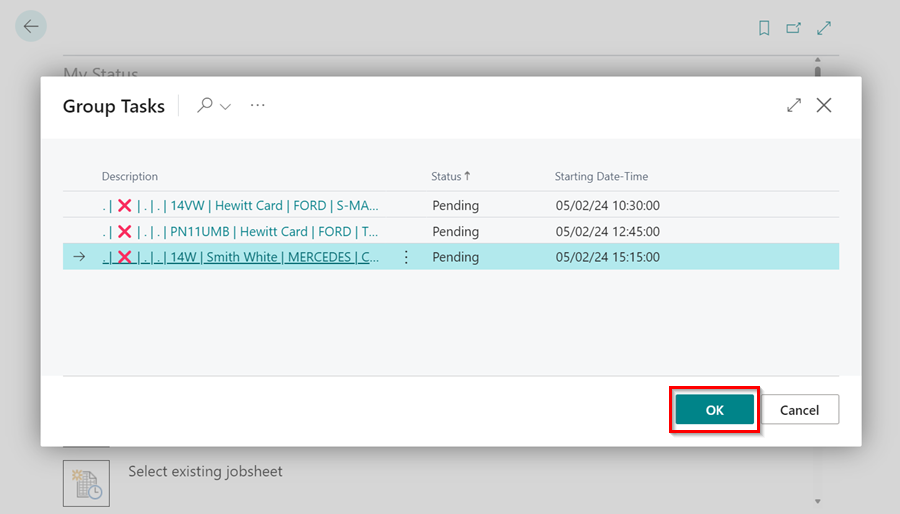 My Status
Group Tasks
Description Status ↑ Starting Date-Time
. | ❌ | . | . | 14VW | Hewitt Card | FORD | S-MA... Pending 05/02/24 10:30:00
. | ❌ | . | . | PN11UMB | Hewitt Card | FORD | T... Pending 05/02/24 12:45:00
. | ❌ | . | . | 14W | Smith White | MERCEDES | C... Pending 05/02/24 15:15:00
OK Cancel
Select existing jobsheet